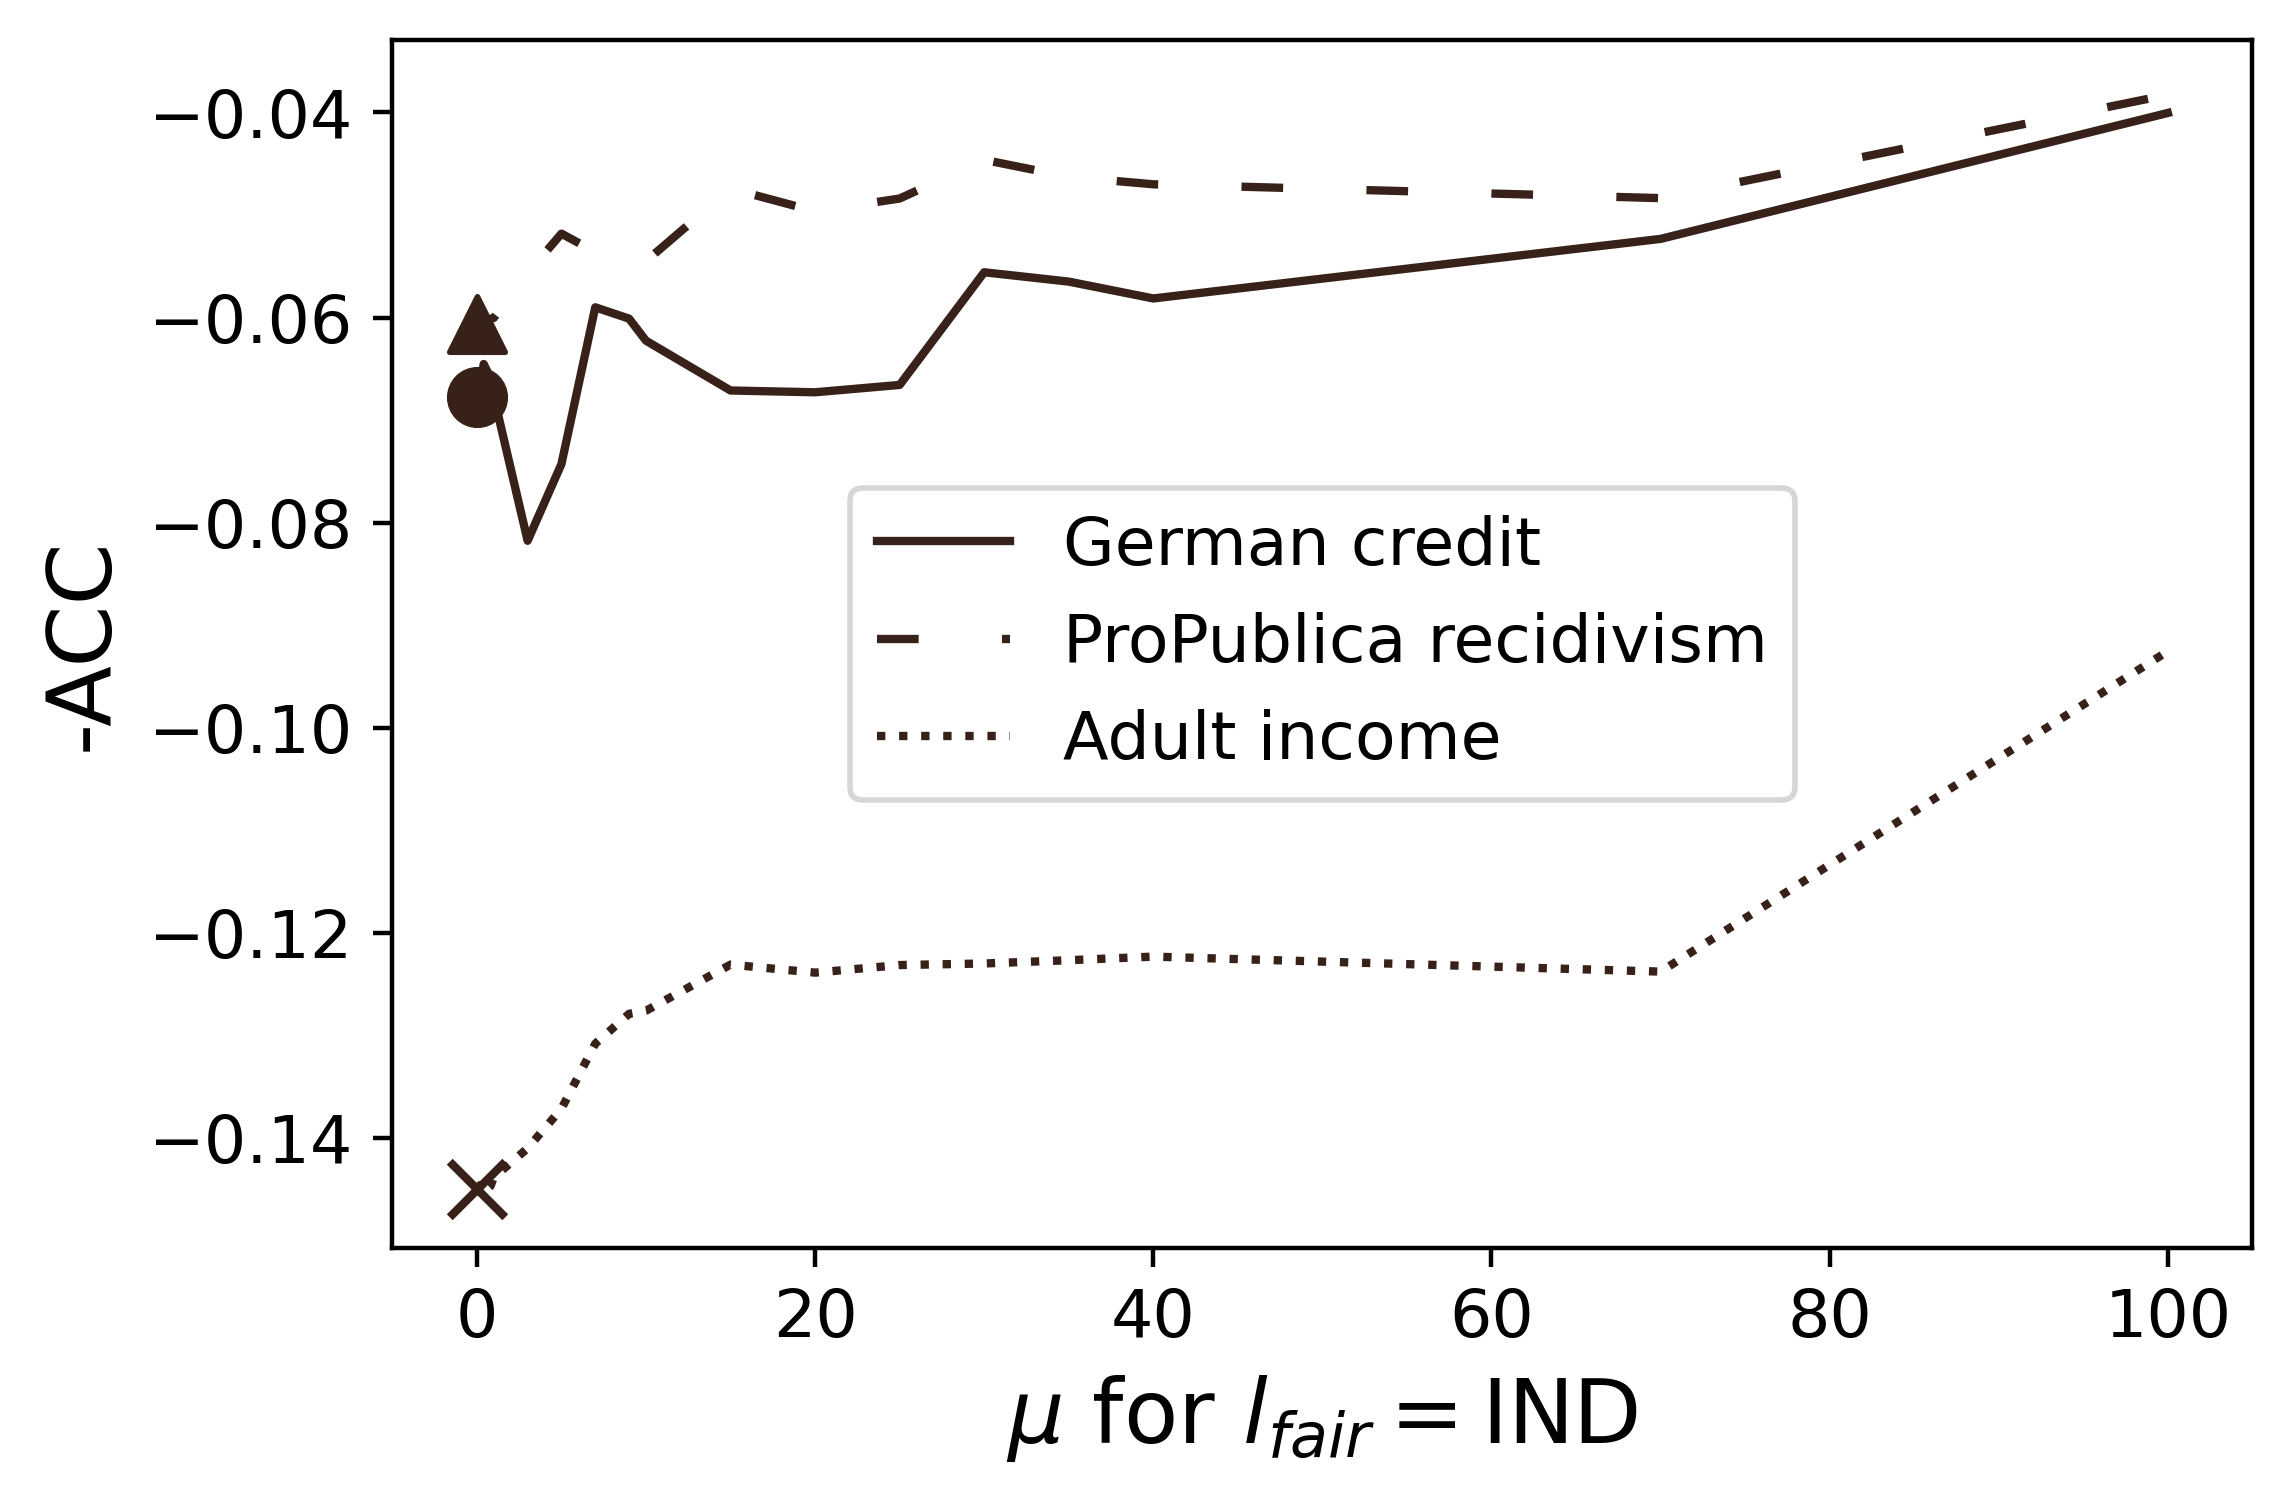 −0.04
−0.06
−0.08
−0.10
−0.12
−0.14
-ACC
German credit
ProPublica recidivism
Adult income
0 20 40 60 80 100
μ for l_fair = IND